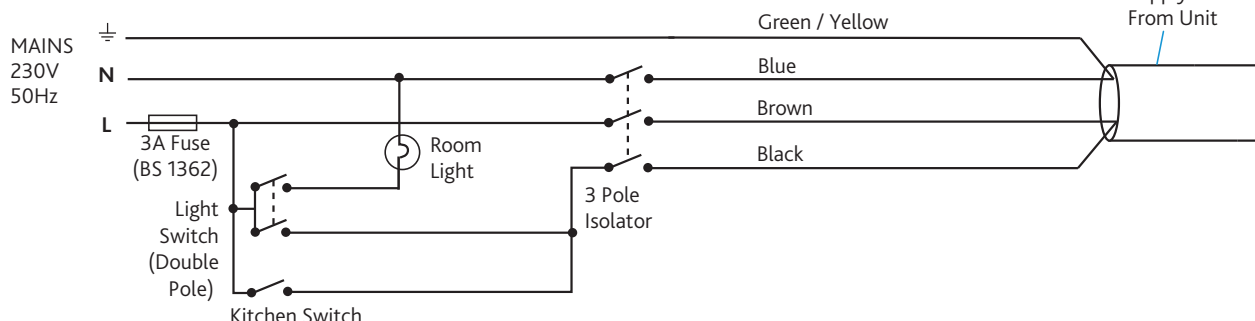 From Unit
Green / Yellow
MAINS
230V
50Hz
N
Blue
L
Brown
3A Fuse
(BS 1362)
Room
Light
Black
3 Pole
Isolator
Light
Switch
(Double
Pole)
Kitchen Switch